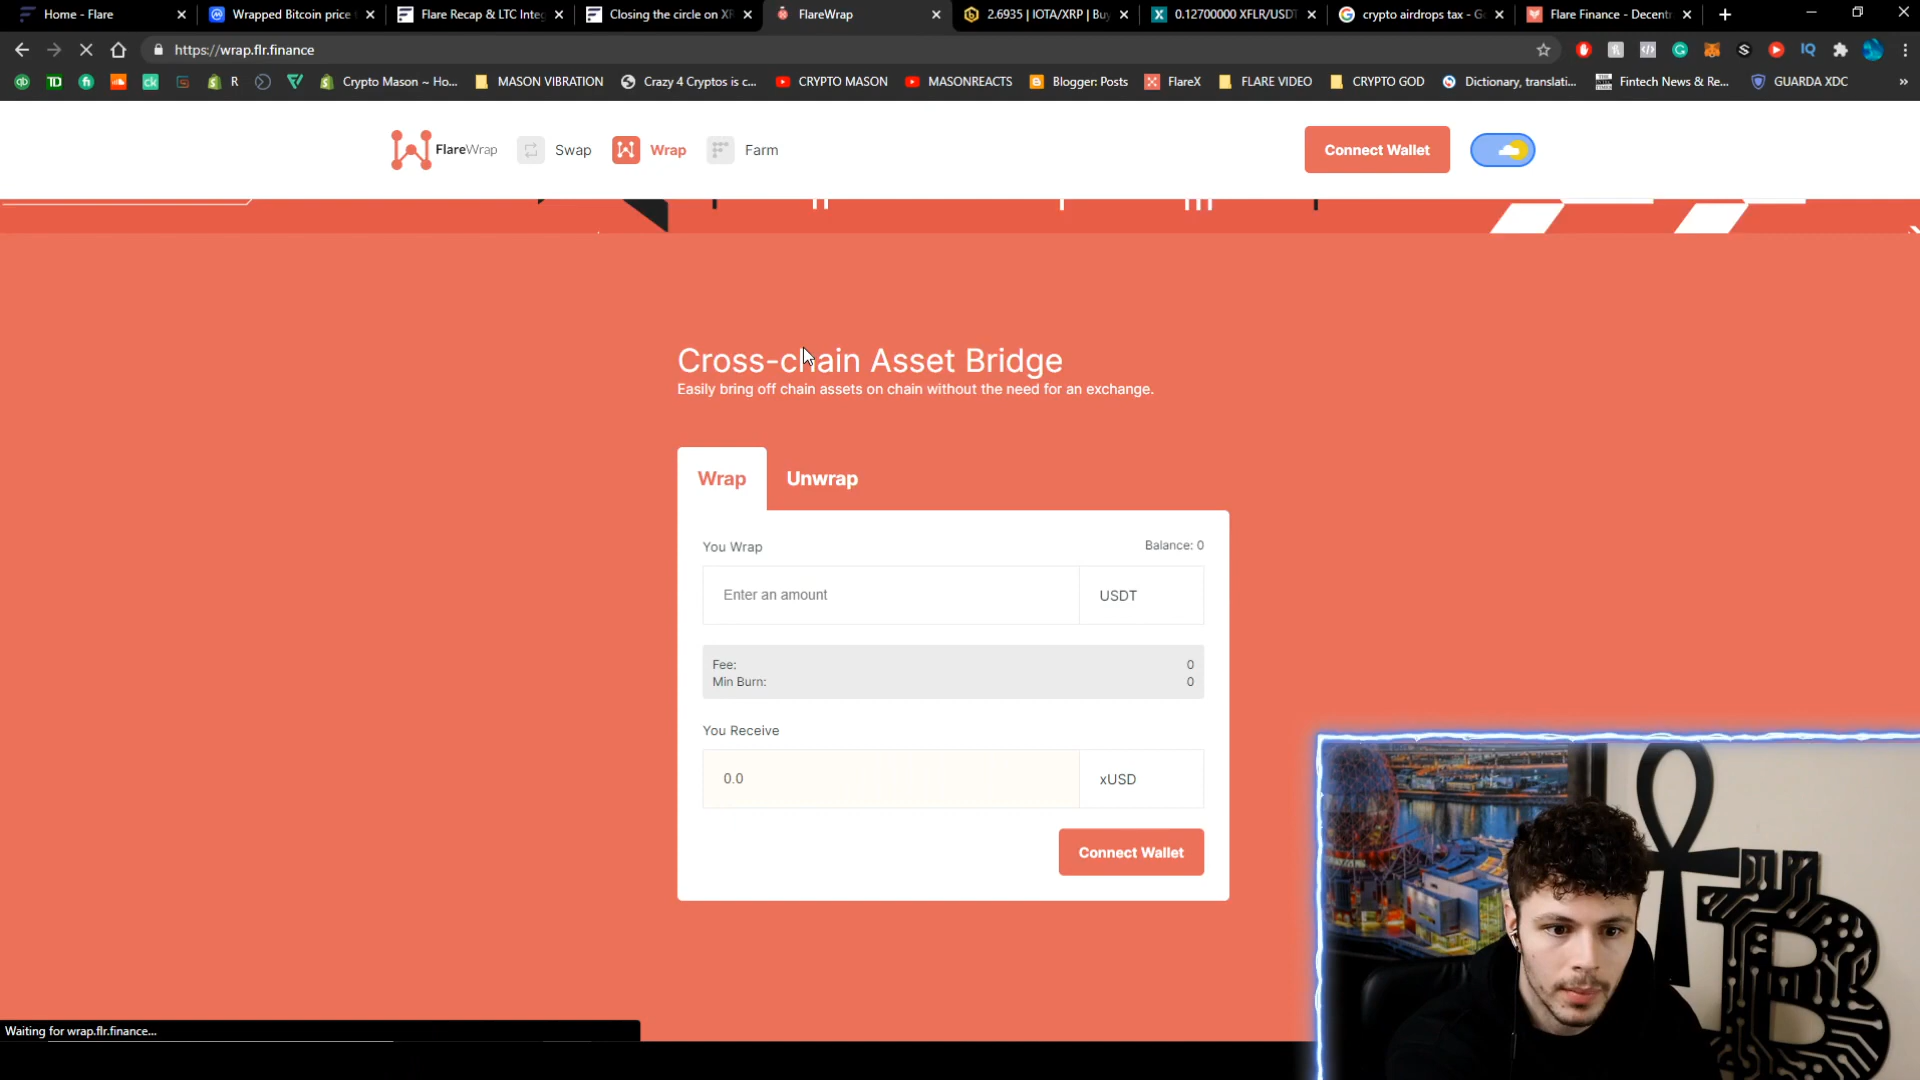 Home - Flare
Wrapped Bitcoin price
Flare Recap & LTC Integ
Closing the circle on XR
FlareWrap
2.6935 | IOTA/XRP | Bu
0.12700000 XFLR/USDT
crypto airdrops tax - G
Flare Finance - Decent
https://wrap.flr.finance
R
Crypto Mason ~ Ho...
MASON VIBRATION
Crazy 4 Cryptos is c...
CRYPTO MASON
MASONREACTS
Blogger: Posts
FlareX
FLARE VIDEO
CRYPTO GOD
Dictionary, translati...
Fintech News & Re...
GUARDA XDC
»
FlareWrap
Swap
Wrap
Farm
Connect Wallet
Cross-chain Asset Bridge
Easily bring off chain assets on chain without the need for an exchange.
Wrap
Unwrap
You Wrap
Balance: 0
Enter an amount
USDT
Fee:
0
Min Burn:
0
You Receive
0.0
xUSD
Connect Wallet
Waiting for wrap.flr.finance...